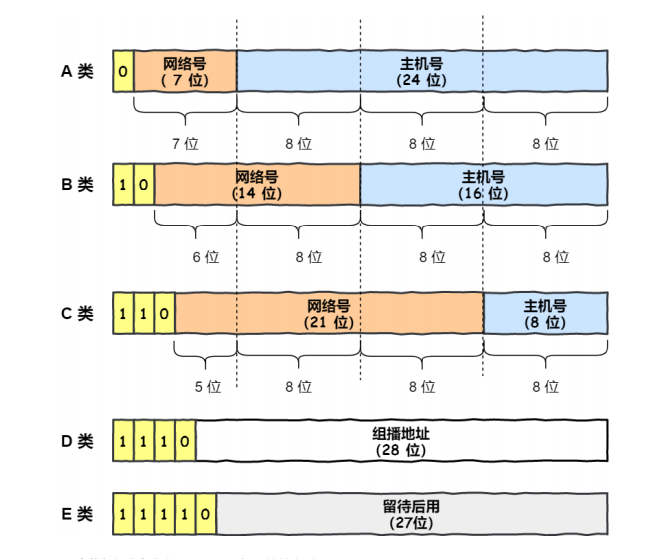 A 类
0
网络号
( 7 位)
主机号
(24 位)
7 位
8 位
8 位
8 位
B 类
1 0
网络号
(14 位)
主机号
(16 位)
6 位
8 位
8 位
8 位
C 类
1 1 0
网络号
(21 位)
主机号
(8 位)
5 位
8 位
8 位
8 位
D 类
1 1 1 0
组播地址
(28 位)
E 类
1 1 1 1 0
留待后用
(27位)